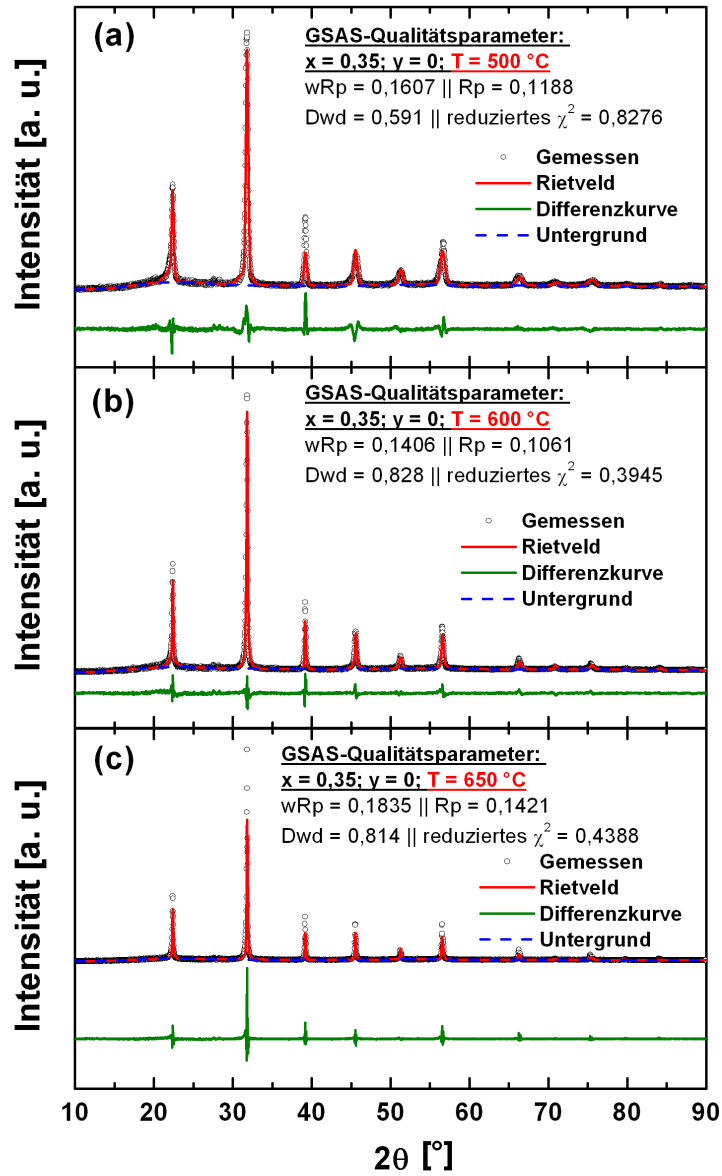 (a)
GSAS-Qualitätsparameter:
x = 0,35; y = 0; T = 500 °C
wRp = 0,1607 || Rp = 0,1188
Dwd = 0,591 || reduziertes χ² = 0,8276
Gemessen
Rietveld
Differenzkurve
Untergrund
Intensität [a. u.]
(b)
GSAS-Qualitätsparameter:
x = 0,35; y = 0; T = 600 °C
wRp = 0,1406 || Rp = 0,1061
Dwd = 0,828 || reduziertes χ² = 0,3945
Gemessen
Rietveld
Differenzkurve
Untergrund
Intensität [a. u.]
(c)
GSAS-Qualitätsparameter:
x = 0,35; y = 0; T = 650 °C
wRp = 0,1835 || Rp = 0,1421
Dwd = 0,814 || reduziertes χ² = 0,4388
Gemessen
Rietveld
Differenzkurve
Untergrund
Intensität [a. u.]
10 20 30 40 50 60 70 80 90
2θ [°]